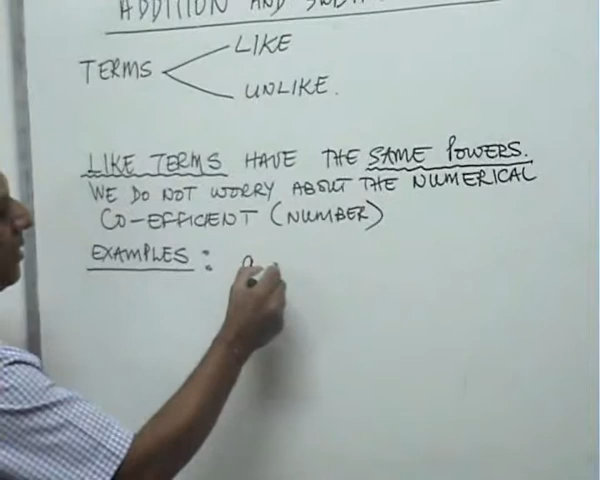 ADDITION AND
TERMS
LIKE
UNLIKE.
LIKE TERMS HAVE THE SAME POWERS.
WE DO NOT WORRY ABOUT THE NUMERICAL
CO-EFFICIENT (NUMBER)
EXAMPLES :